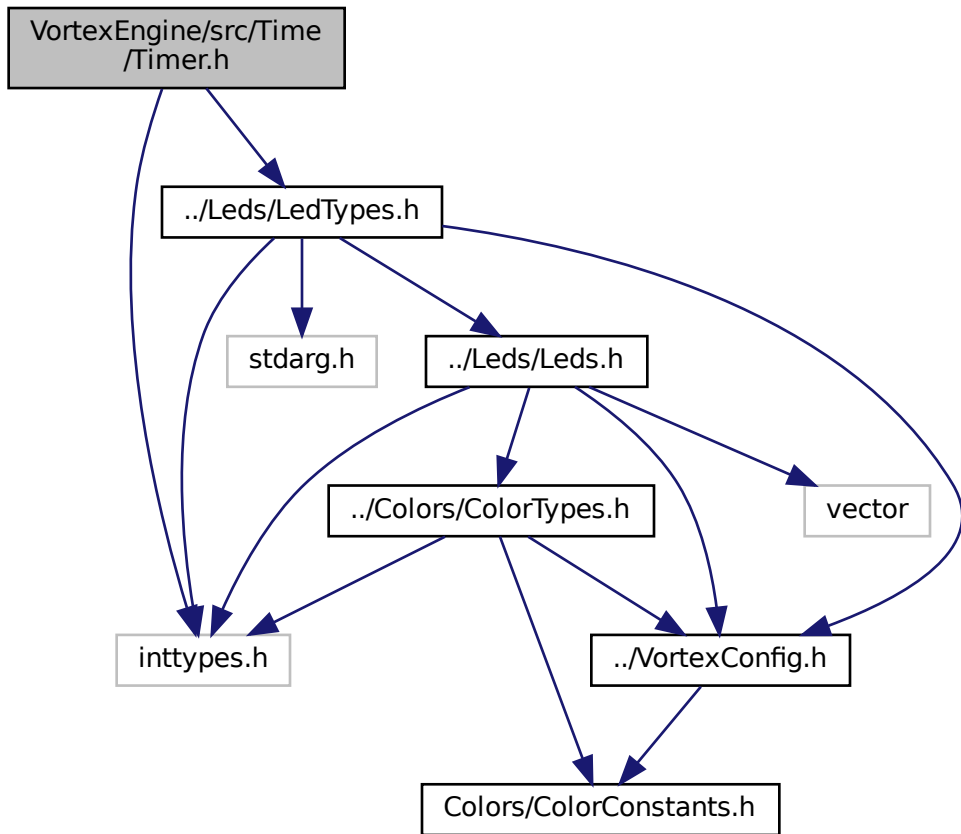 VortexEngine/src/Time
/Timer.h
../Leds/LedTypes.h
stdarg.h
../Leds/Leds.h
../Colors/ColorTypes.h
vector
inttypes.h
../VortexConfig.h
Colors/ColorConstants.h